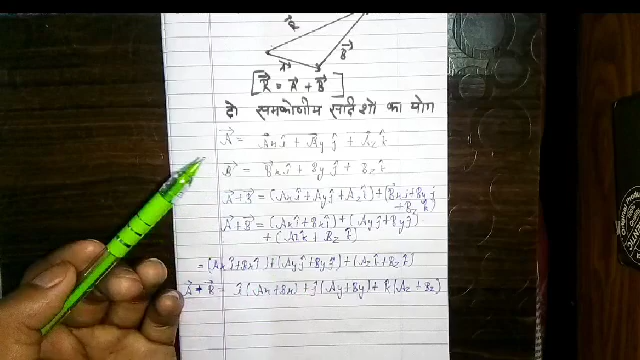 R⃗
A⃗ B⃗
[R⃗ = A⃗ + B⃗]
दो समकोणीय सदिशों का योग
A⃗ = Axî + Ayĵ + Azk̂
B⃗ = Bxî + Byĵ + Bzk̂
A⃗+B⃗ = (Axî + Ayĵ + Azî) + (Bxî + Byĵ
+ Bzk̂)
A⃗+B⃗ = (Axî + Bxî) + (Ayĵ + Byĵ)
+ (Azk̂ + Bzk̂)
= (Axî + Bxî) + (Ayĵ + Byĵ) + (Azk̂ + Bzk̂)
A⃗ + B⃗ = î(Ax + Bx) + ĵ(Ay + By) + k̂(Az + Bz)